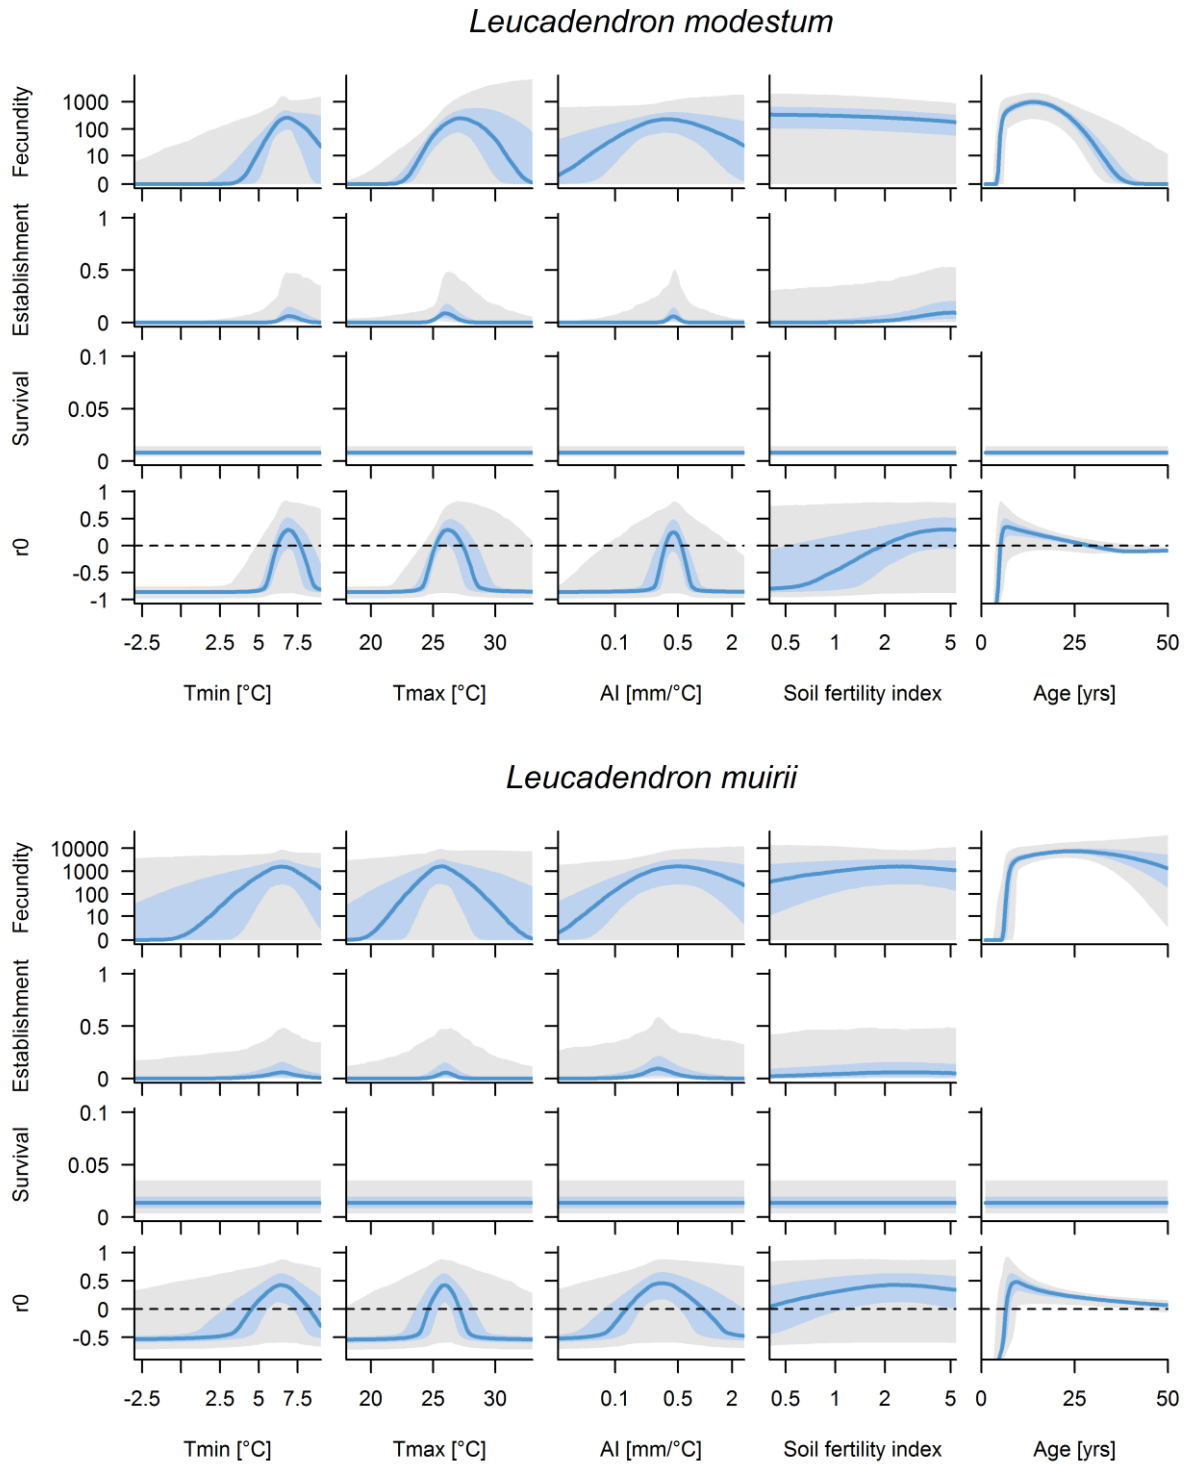 Leucadendron modestum
Fecundity
1000
100
10
0
Establishment
1
0.5
0
Survival
0.1
0.05
0
r0
1
0.5
0
-0.5
-1
-2.5 2.5 5 7.5
20 25 30
0.1 0.5 2
0.5 1 2 5
0 25 50
Tmin [°C] Tmax [°C] AI [mm/°C] Soil fertility index Age [yrs]
Leucadendron muirii
Fecundity
10000
1000
100
10
0
Establishment
1
0.5
0
Survival
0.1
0.05
0
r0
1
0.5
0
-0.5
-2.5 2.5 5 7.5
20 25 30
0.1 0.5 2
0.5 1 2 5
0 25 50
Tmin [°C] Tmax [°C] AI [mm/°C] Soil fertility index Age [yrs]